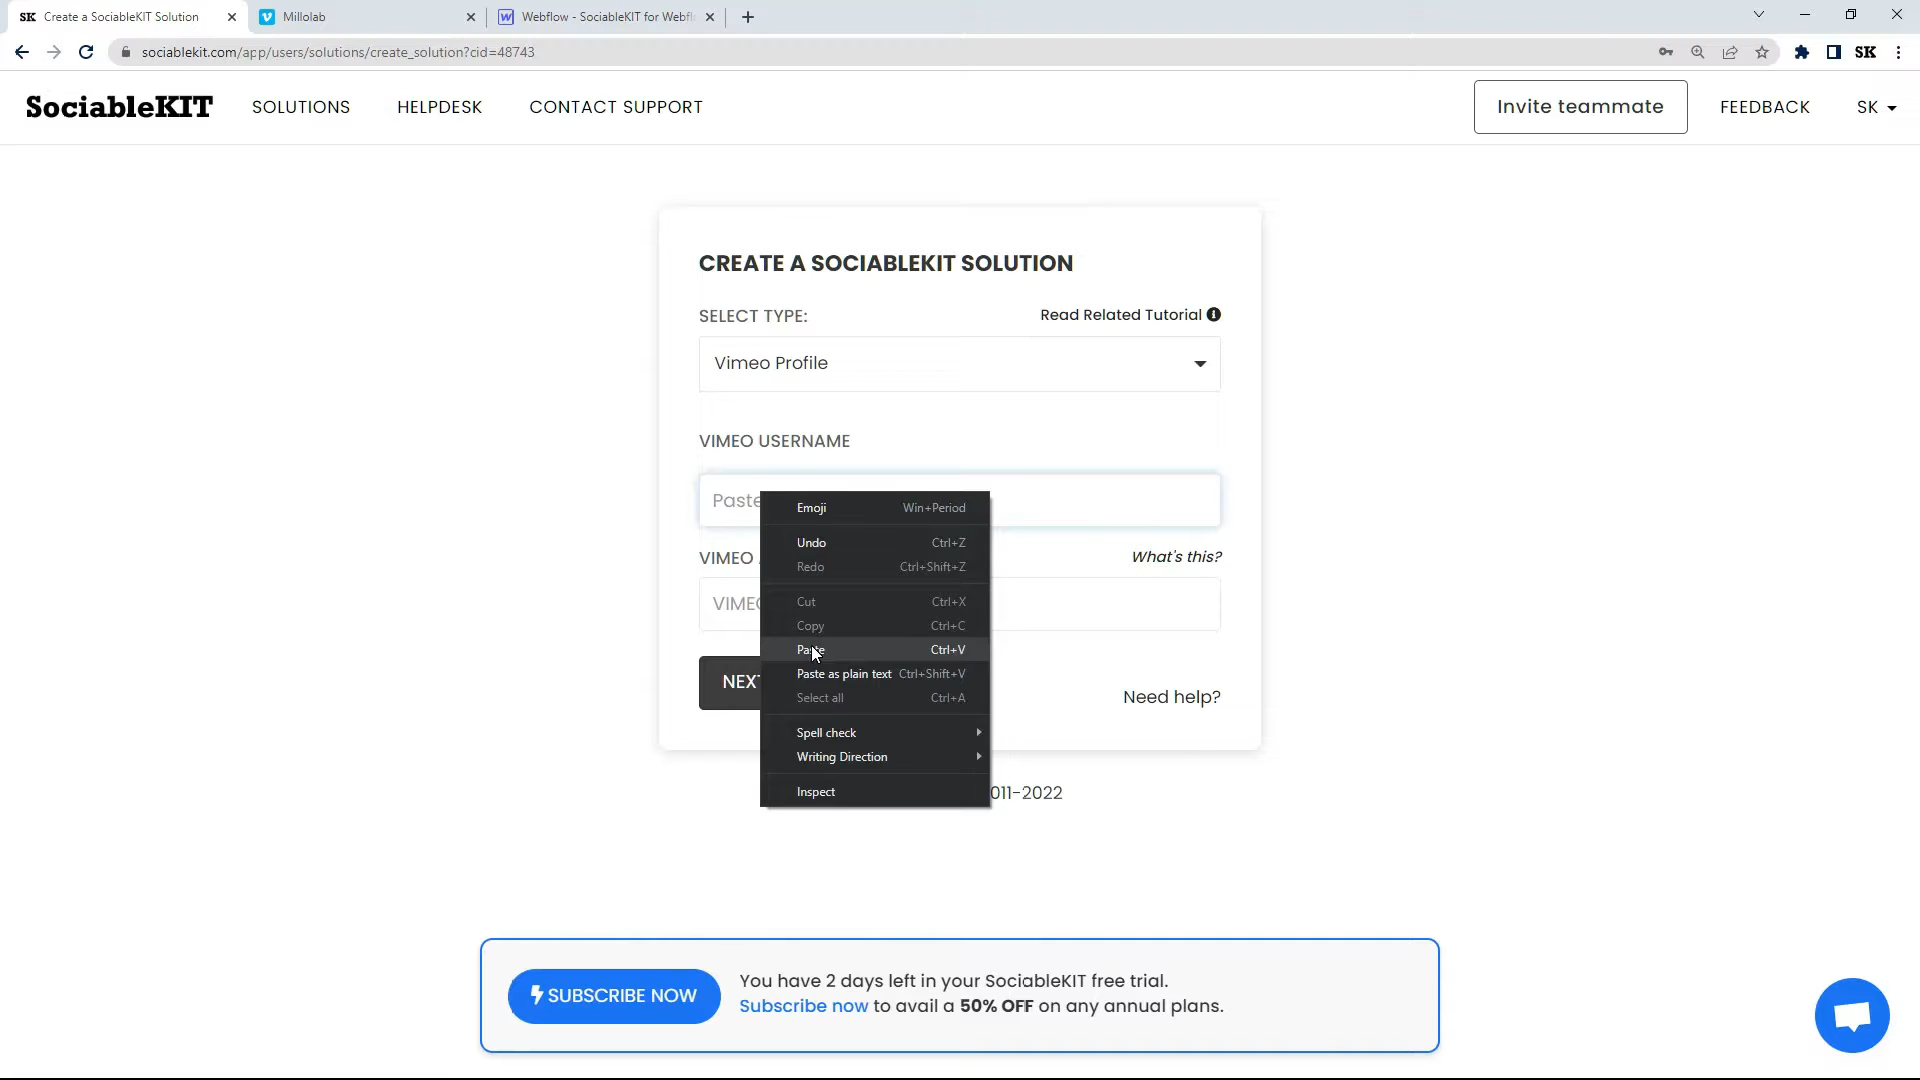 SK Create a SociableKIT Solution
Millolab
Webflow - SociableKIT for Webfl
sociablekit.com/app/users/solutions/create_solution?cid=48743
SK
SociableKIT
SOLUTIONS
HELPDESK
CONTACT SUPPORT
Invite teammate
FEEDBACK
SK
CREATE A SOCIABLEKIT SOLUTION
SELECT TYPE:
Read Related Tutorial
Vimeo Profile
VIMEO USERNAME
Paste
Emoji Win+Period
Undo Ctrl+Z
VIMEO
What's this?
Redo Ctrl+Shift+Z
Cut Ctrl+X
VIMEO
Copy Ctrl+C
Paste Ctrl+V
Paste as plain text Ctrl+Shift+V
NEXT
Select all Ctrl+A
Need help?
Spell check
Writing Direction
Inspect
011-2022
SUBSCRIBE NOW
You have 2 days left in your SociableKIT free trial.
Subscribe now to avail a 50% OFF on any annual plans.